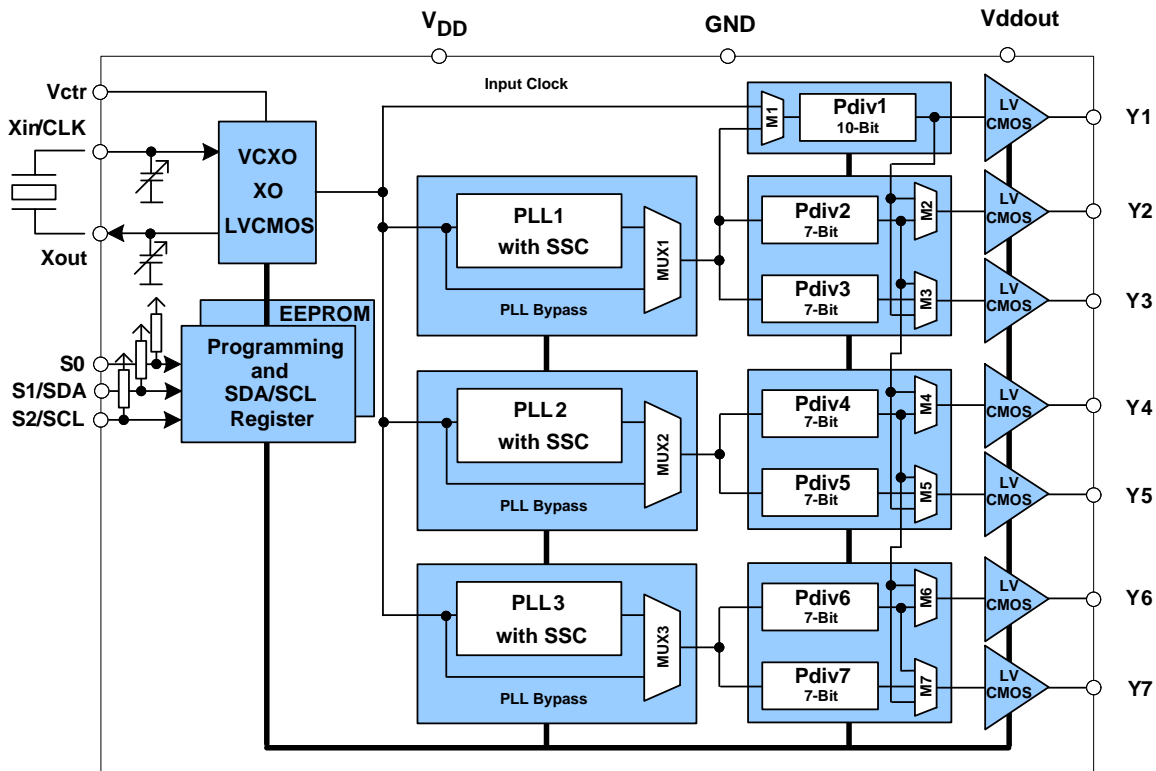 VDD
GND
Vddout
Vctr
Xin/CLK
Xout
S0
S1/SDA
S2/SCL
VCXO
XO
LVCMOS
EEPROM
Programming
and
SDA/SCL
Register
Input Clock
PLL1
with SSC
MUX1
PLL Bypass
PLL2
with SSC
MUX2
PLL Bypass
PLL3
with SSC
MUX3
PLL Bypass
M1
Pdiv1
10-Bit
LV
CMOS
Y1
Pdiv2
7-Bit
M2
LV
CMOS
Y2
Pdiv3
7-Bit
M3
LV
CMOS
Y3
Pdiv4
7-Bit
M4
LV
CMOS
Y4
Pdiv5
7-Bit
M5
LV
CMOS
Y5
Pdiv6
7-Bit
M6
LV
CMOS
Y6
Pdiv7
7-Bit
M7
LV
CMOS
Y7